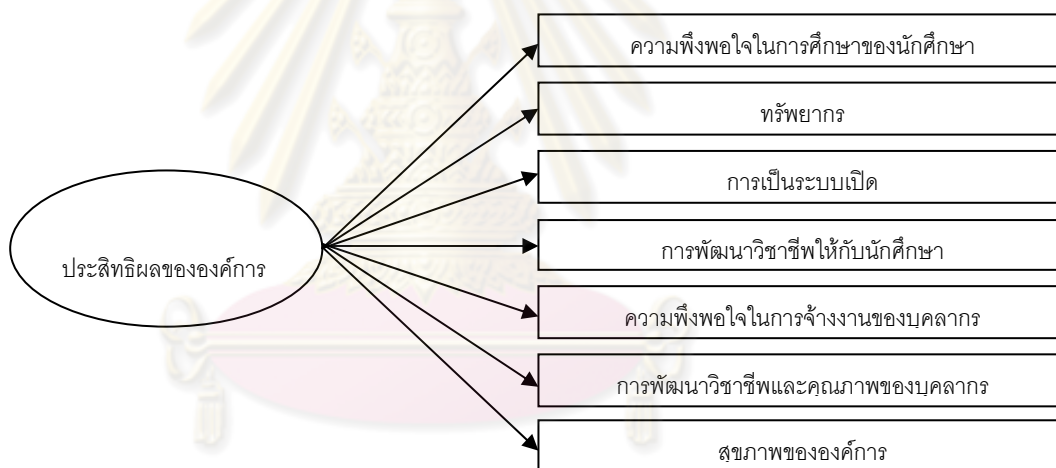 ความพึงพอใจในการศึกษาของนักศึกษา
ทรัพยากร
การเป็นระบบเปิด
การพัฒนาวิชาชีพให้กับนักศึกษา
ประสิทธิผลขององค์การ
ความพึงพอใจในการจ้างงานของบุคลากร
การพัฒนาวิชาชีพและคุณภาพของบุคลากร
สุขภาพขององค์การ